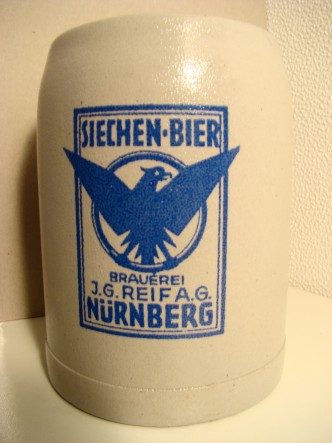 SIECHEN·BIER
BRAUEREI
J.G. REIF A.G.
NÜRNBERG